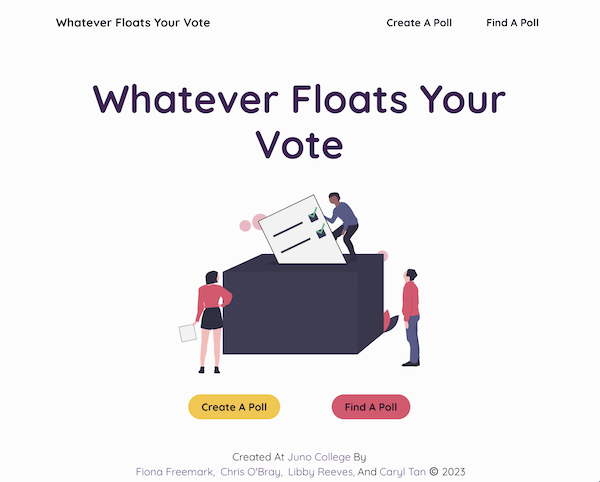 Whatever Floats Your Vote
Create A Poll
Find A Poll
Whatever Floats Your
Vote
Create A Poll
Find A Poll
Created At Juno College By
Fiona Freemark, Chris O'Bray, Libby Reeves, And Caryl Tan © 2023